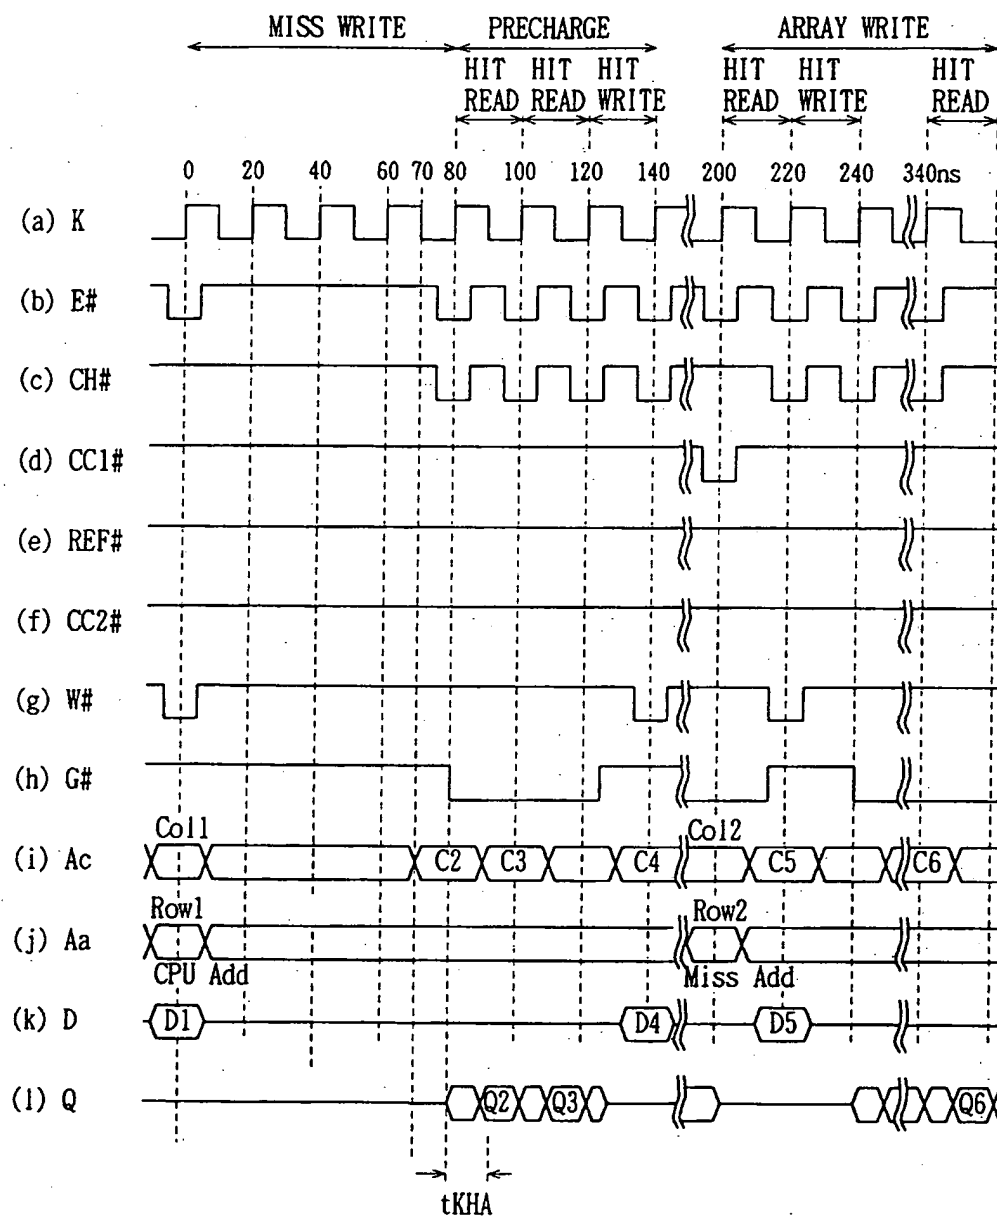 MISS WRITE PRECHARGE ARRAY WRITE
HIT HIT HIT HIT HIT HIT
READ READ WRITE READ WRITE READ
0 20 40 60 70 80 100 120 140 200 220 240 340ns
(a) K
(b) E#
(c) CH#
(d) CC1#
(e) REF#
(f) CC2#
(g) W#
(h) G#
Col1 Col2
(i) Ac C2 C3 C4 C5 C6
Row1 Row2
(j) Aa
CPU Add Miss Add
(k) D D1 D4 D5
(l) Q Q2 Q3 Q6
tKHA